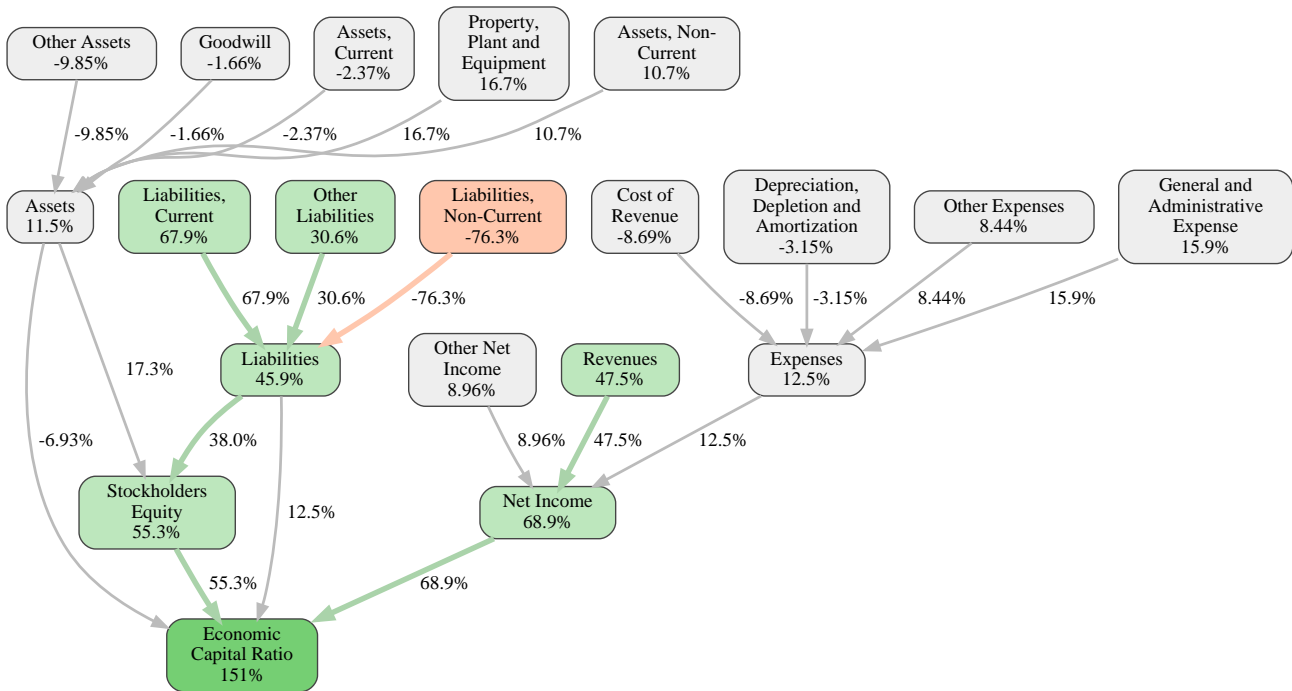 Other Assets
-9.85%
Goodwill
-1.66%
Assets,
Current
-2.37%
Property,
Plant and
Equipment
16.7%
Assets, Non-
Current
10.7%
-9.85%
-1.66%
-2.37%
16.7%
10.7%
Assets
11.5%
Liabilities,
Current
67.9%
Other
Liabilities
30.6%
Liabilities,
Non-Current
-76.3%
Cost of
Revenue
-8.69%
Depreciation,
Depletion and
Amortization
-3.15%
Other Expenses
8.44%
General and
Administrative
Expense
15.9%
67.9%
30.6%
-76.3%
-8.69%
-3.15%
8.44%
15.9%
17.3%
Liabilities
45.9%
Other Net
Income
8.96%
Revenues
47.5%
Expenses
12.5%
-6.93%
38.0%
8.96%
47.5%
12.5%
Stockholders
Equity
55.3%
12.5%
Net Income
68.9%
55.3%
68.9%
Economic
Capital Ratio
151%